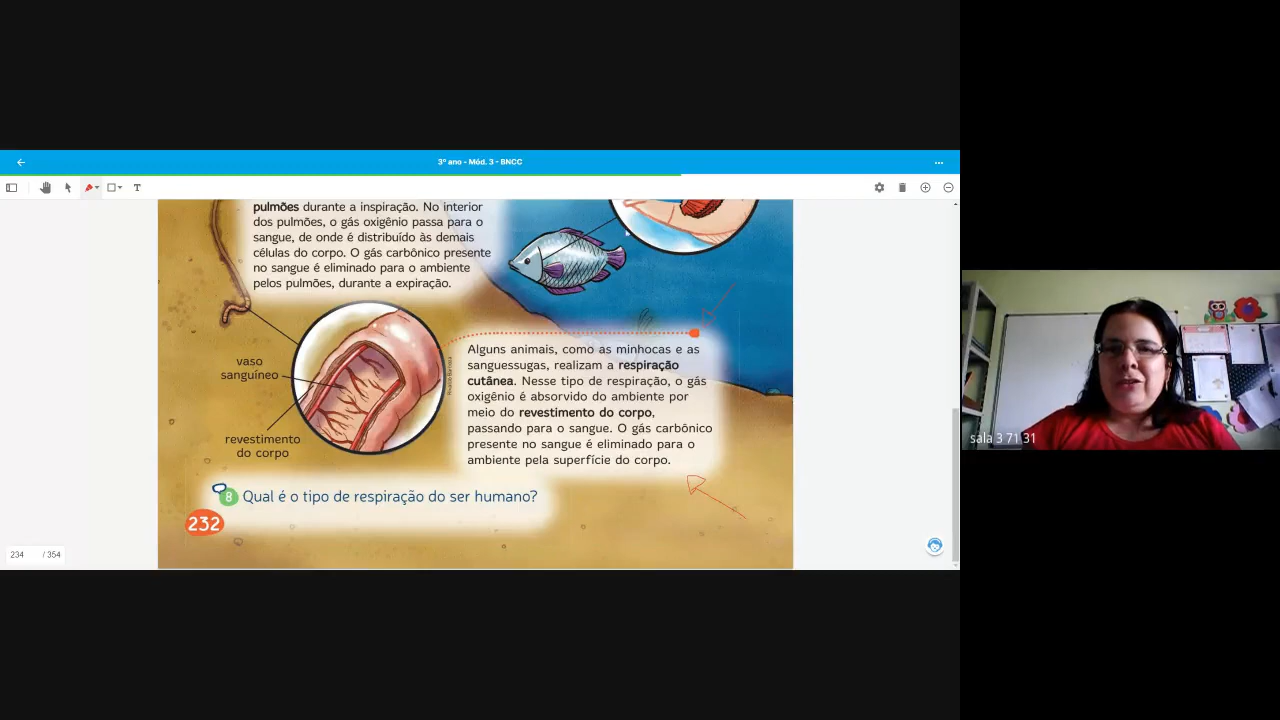 3º ano - Mód. 3 - BNCC
T
pulmões durante a inspiração. No interior
dos pulmões, o gás oxigênio passa para o
sangue, de onde é distribuído às demais
células do corpo. O gás carbônico presente
no sangue é eliminado para o ambiente
pelos pulmões, durante a expiração.
vaso
sanguíneo
revestimento
do corpo
Alguns animais, como as minhocas e as
sanguessugas, realizam a respiração
cutânea. Nesse tipo de respiração, o gás
oxigênio é absorvido do ambiente por
meio do revestimento do corpo,
passando para o sangue. O gás carbônico
presente no sangue é eliminado para o
ambiente pela superfície do corpo.
8 Qual é o tipo de respiração do ser humano?
232
234 / 354
sala 3 71 31